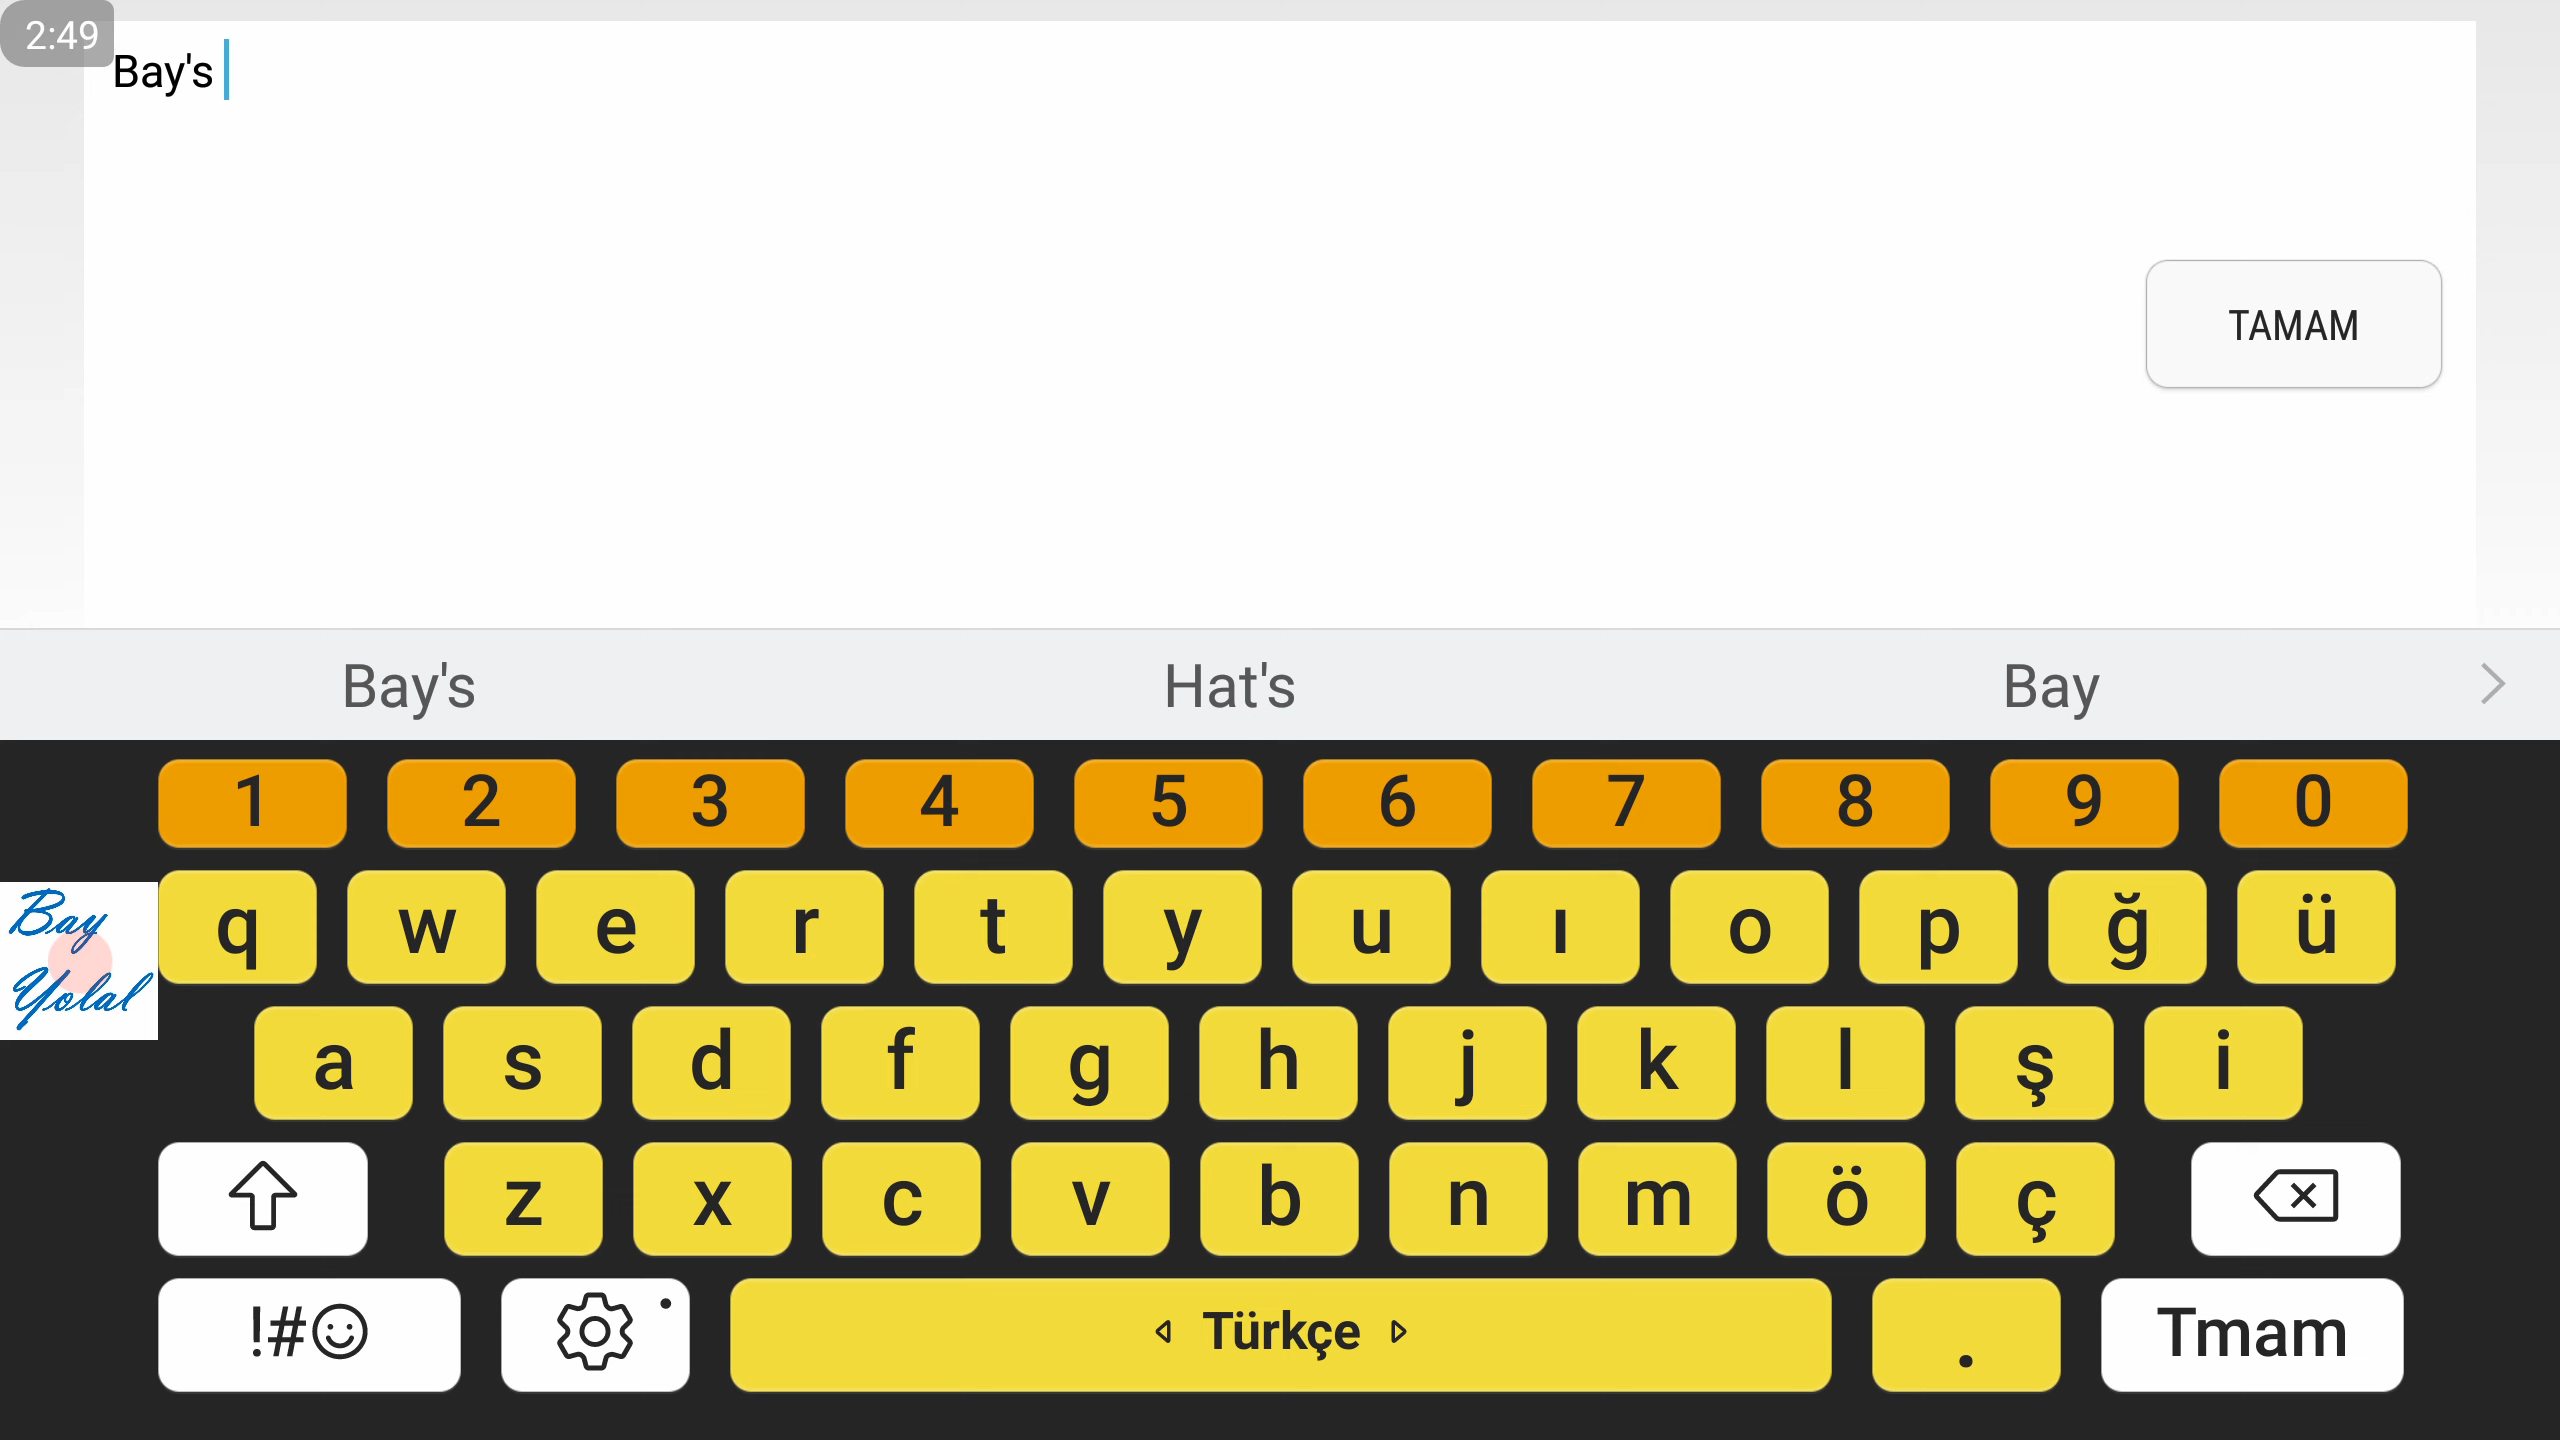 2:49
Bay's
TAMAM
Bay's Hat's Bay
1 2 3 4 5 6 7 8 9 0
Bay
Yolal
q w e r t y u ı o p ğ ü
a s d f g h j k l ş i
z x c v b n m ö ç
!# Türkçe . Tmam